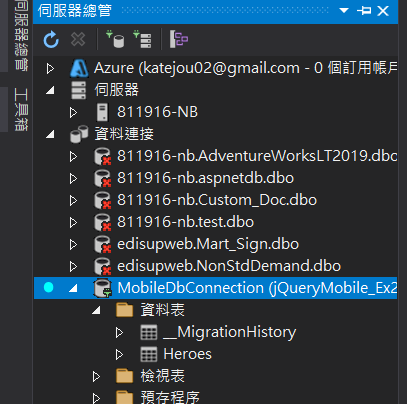 伺服器總管
工具箱
伺服器總管
Azure (katejou02@gmail.com - 0 個訂用帳戶
伺服器
811916-NB
資料連接
811916-nb.AdventureWorksLT2019.dbo
811916-nb.aspnetdb.dbo
811916-nb.Custom_Doc.dbo
811916-nb.test.dbo
edisupweb.Mart_Sign.dbo
edisupweb.NonStdDemand.dbo
MobileDbConnection (jQueryMobile_Ex2
資料表
__MigrationHistory
Heroes
檢視表
預存程序